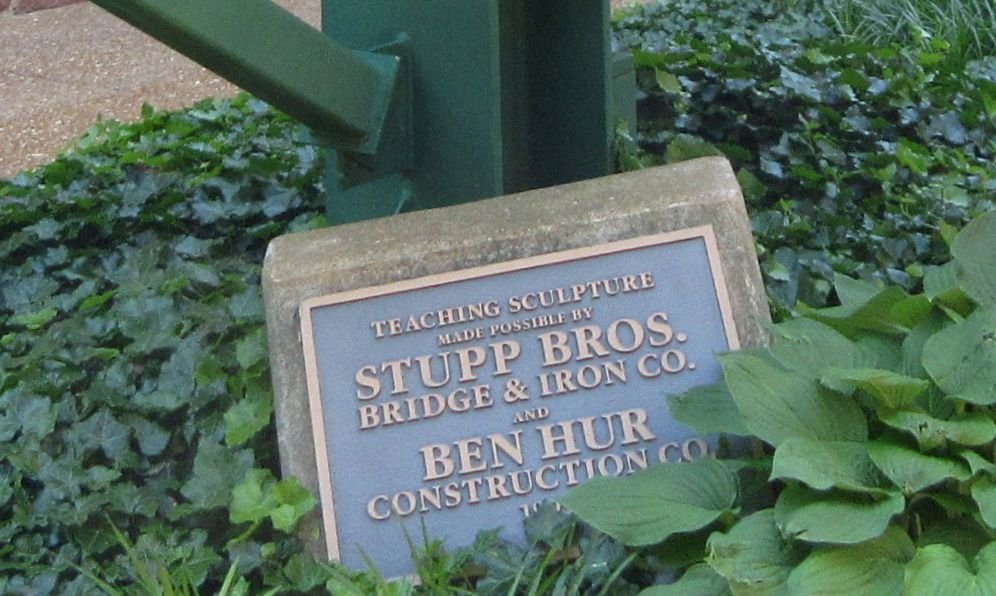 TEACHING SCULPTURE
MADE POSSIBLE BY
STUPP BROS.
BRIDGE & IRON CO.
AND
BEN HUR
CONSTRUCTION CO.